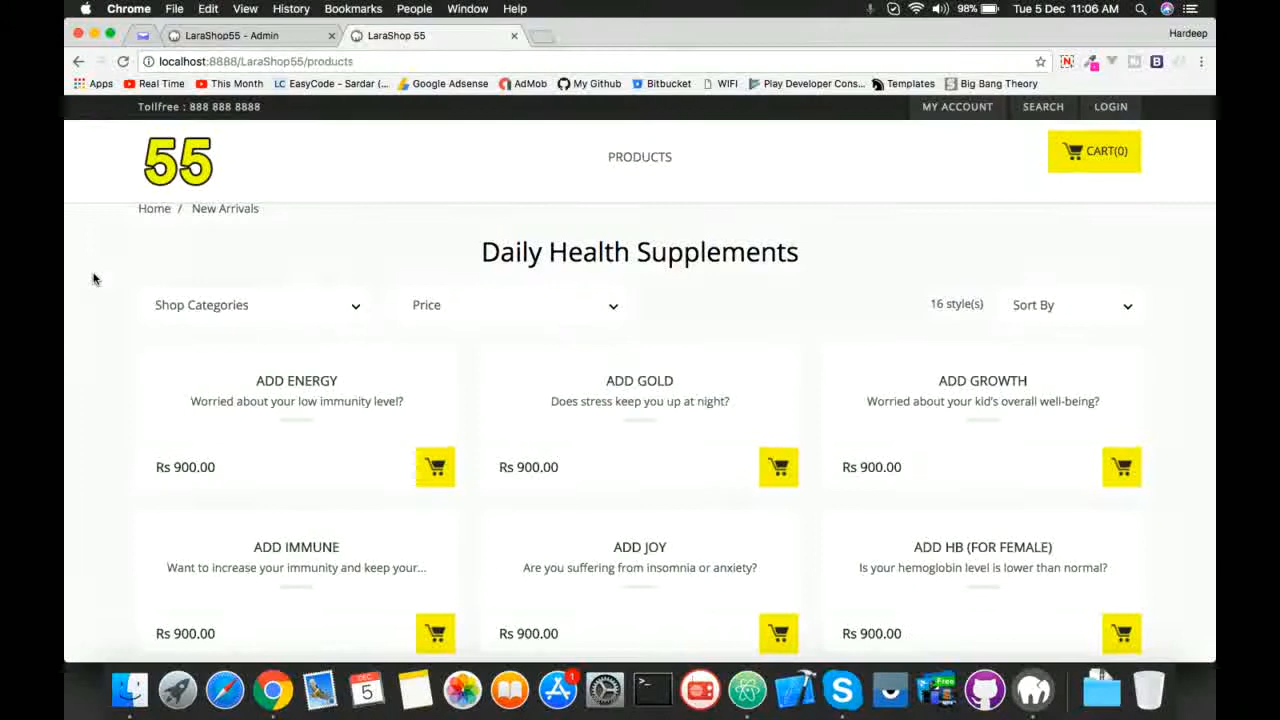 Chrome File Edit View History Bookmarks People Window Help 98% Tue 5 Dec 11:06 AM
LaraShop55 - Admin LaraShop 55 Hardeep
localhost:8888/LaraShop55/products
Apps Real Time This Month EasyCode - Sardar (... Google Adsense AdMob My Github Bitbucket WIFI Play Developer Cons... Templates Big Bang Theory
Tollfree : 888 888 8888 MY ACCOUNT SEARCH LOGIN
55 PRODUCTS CART(0)
Home / New Arrivals
Daily Health Supplements
Shop Categories Price 16 style(s) Sort By
ADD ENERGY ADD GOLD ADD GROWTH
Worried about your low immunity level? Does stress keep you up at night? Worried about your kid's overall well-being?
Rs 900.00 Rs 900.00 Rs 900.00
ADD IMMUNE ADD JOY ADD HB (FOR FEMALE)
Want to increase your immunity and keep your... Are you suffering from insomnia or anxiety? Is your hemoglobin level is lower than normal?
Rs 900.00 Rs 900.00 Rs 900.00